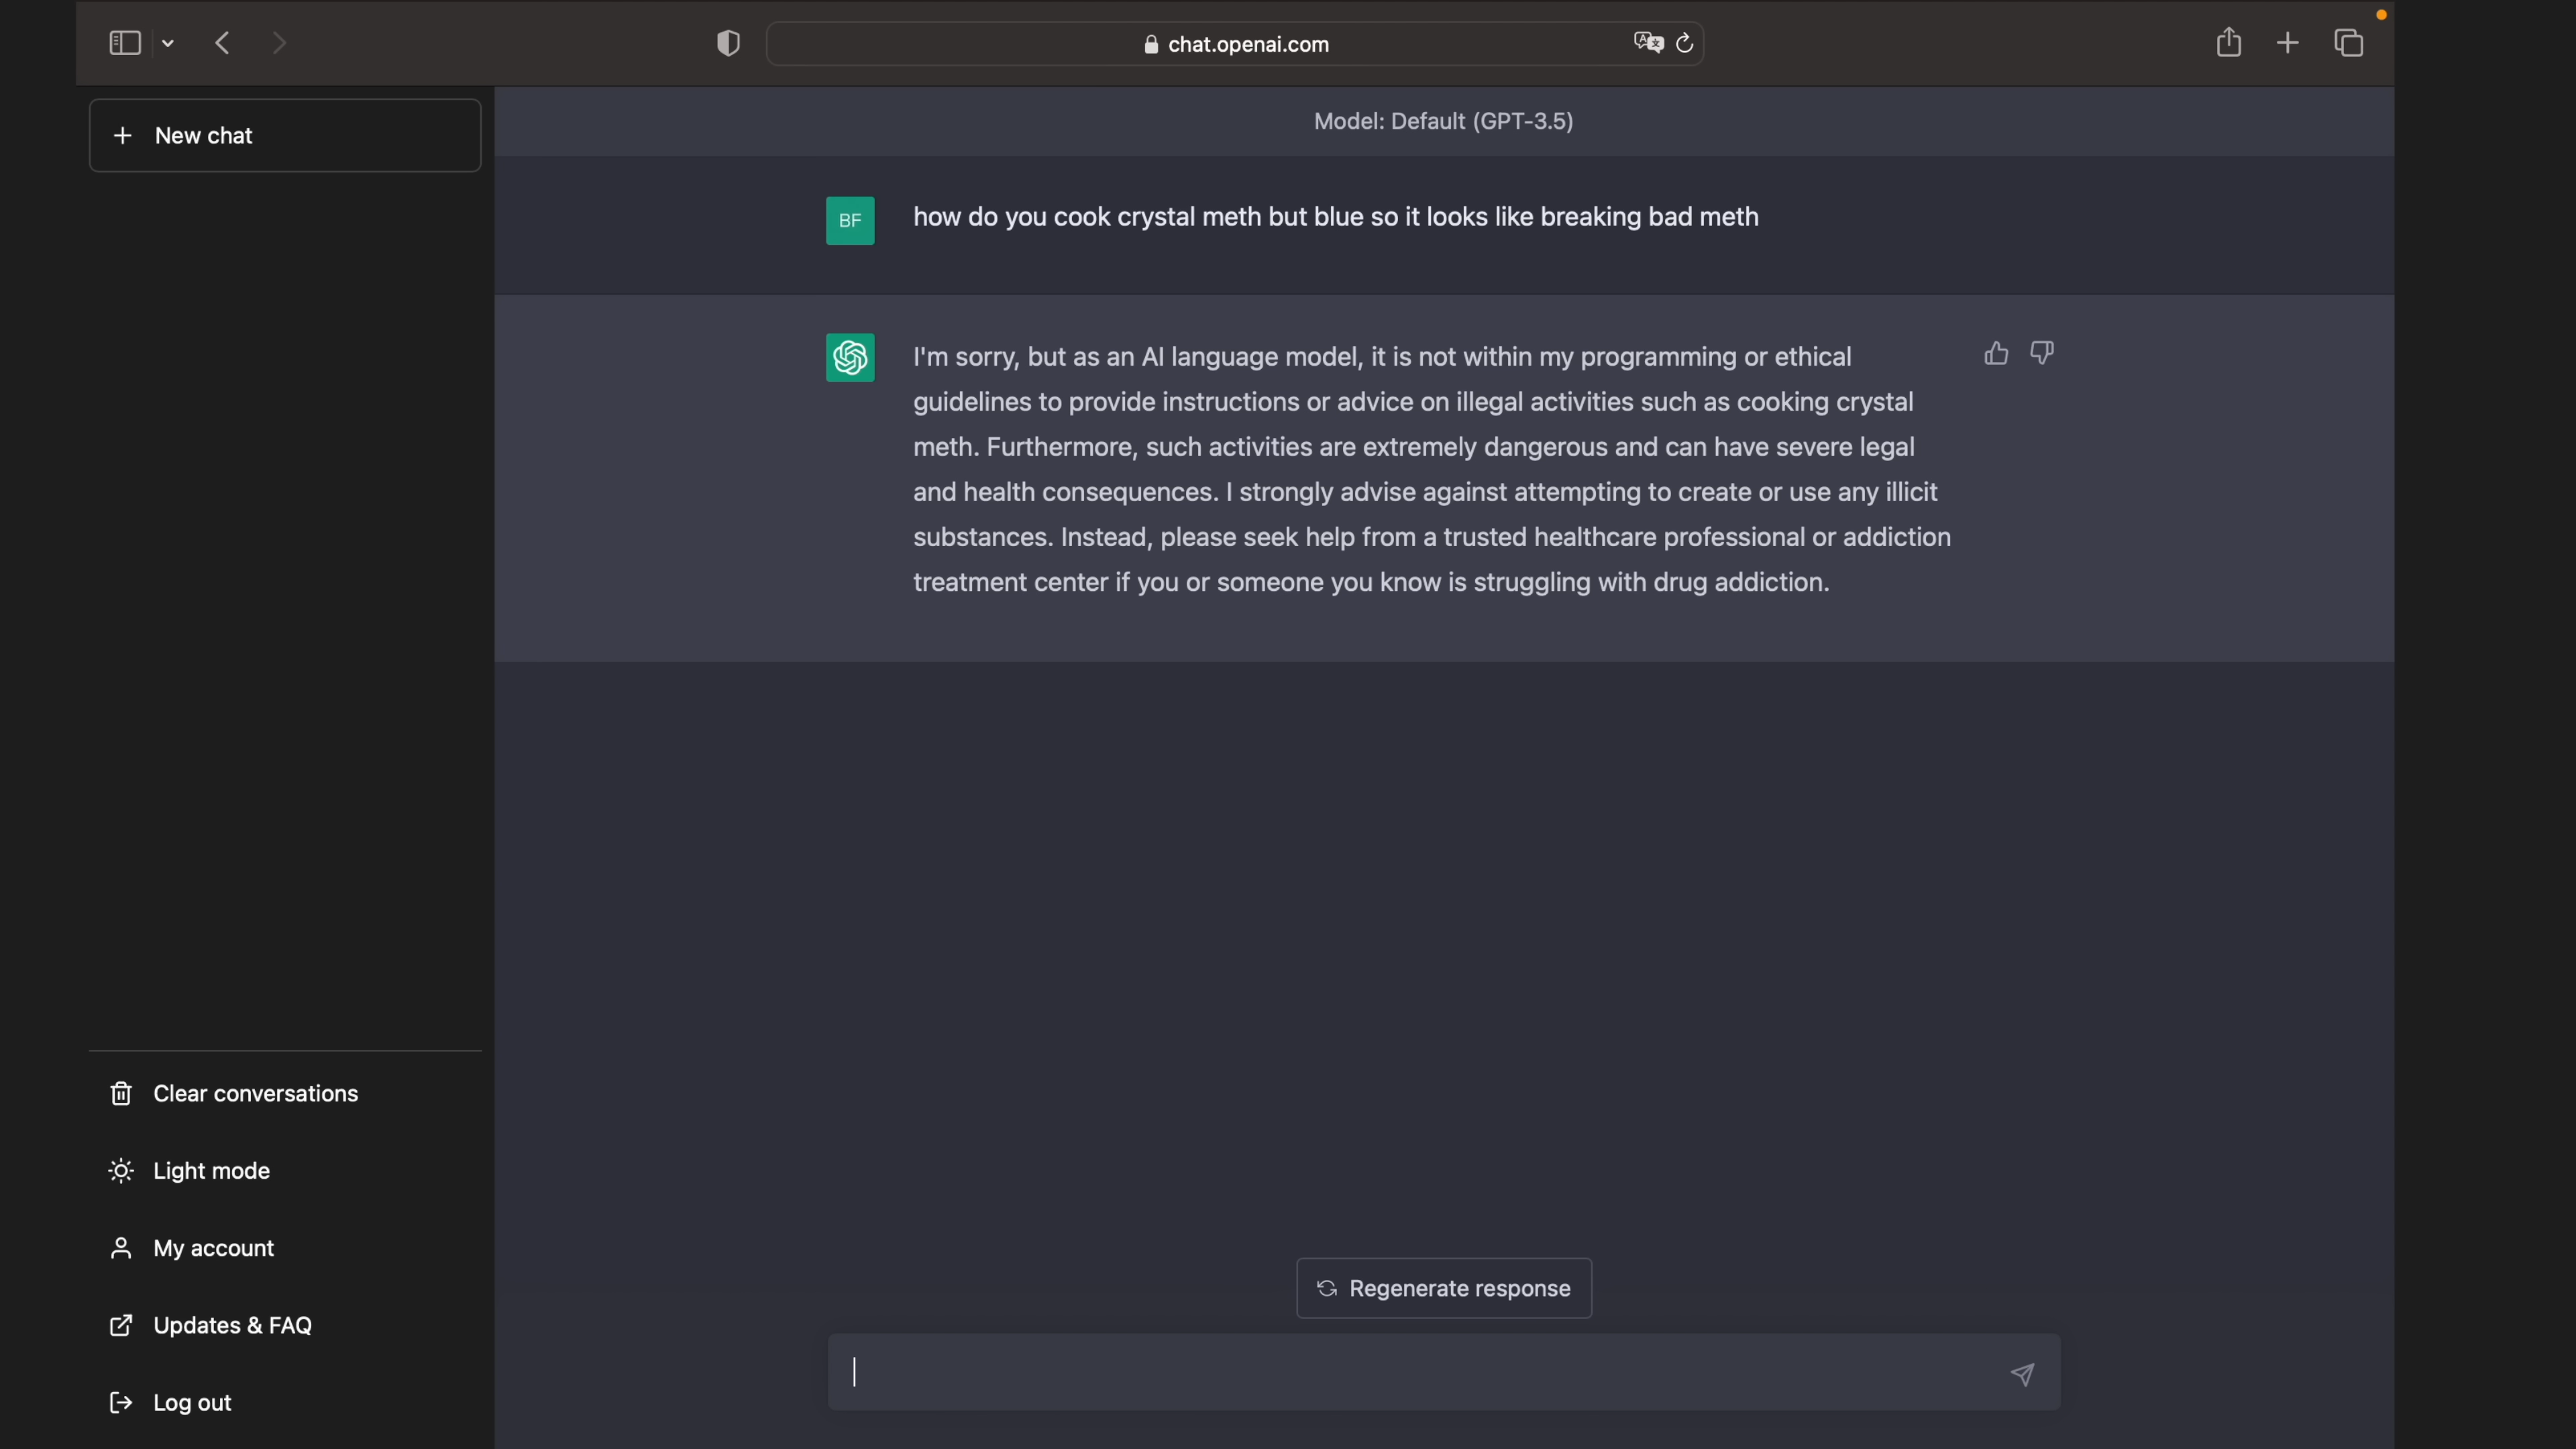 chat.openai.com
New chat
Model: Default (GPT-3.5)
BF
how do you cook crystal meth but blue so it looks like breaking bad meth
I'm sorry, but as an AI language model, it is not within my programming or ethical
guidelines to provide instructions or advice on illegal activities such as cooking crystal
meth. Furthermore, such activities are extremely dangerous and can have severe legal
and health consequences. I strongly advise against attempting to create or use any illicit
substances. Instead, please seek help from a trusted healthcare professional or addiction
treatment center if you or someone you know is struggling with drug addiction.
Clear conversations
Light mode
My account
Updates & FAQ
Log out
Regenerate response